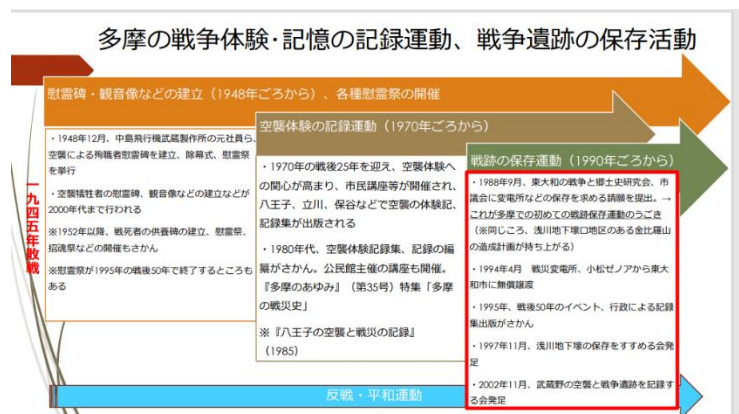 多摩の戦争体験・記憶の記録運動、戦争遺跡の保存活動
一九四五年敗戦
慰霊碑・観音像などの建立（1948年ごろから）、各種慰霊祭の開催
・1948年12月、中島飛行機武蔵製作所の元社員ら、
空襲による殉職者慰霊碑を建立、除幕式、慰霊祭
を挙行
・空襲犠牲者の慰霊碑、観音像などの建立などが
2000年代まで行われる
※1952年以降、戦死者の供養碑の建立、慰霊祭、
招魂祭などの開催もさかん
※慰霊祭が1995年の戦後50年で終了するところも
ある
空襲体験の記録運動（1970年ごろから）
・1970年の戦後25年を迎え、空襲体験へ
の関心が高まり、市民講座等が開催され、
八王子、立川、保谷などで空襲の体験記、
記録集が出版される
・1980年代、空襲体験記録集、記録の編
纂がさかん。公民館主催の講座も開催。
『多摩のあゆみ』（第35号）特集「多摩
の戦災史」
※『八王子の空襲と戦災の記録』
（1985）
戦跡の保存運動（1990年ごろから）
・1988年9月、東大和の戦争と郷土史研究会、市
議会に変電所などの保存を求める請願を提出。→
これが多摩での初めての戦跡保存運動のうごき
（※同じころ、浅川地下壕口地区のある金比羅山
の造成計画が持ち上がる）
・1994年4月　戦災変電所、小松ゼノアから東大
和市に無償譲渡
・1995年、戦後50年のイベント、行政による記録
集出版がさかん
・1997年11月、浅川地下壕の保存をすすめる会発
足
・2002年11月、武蔵野の空襲と戦争遺跡を記録す
る会発足
反戦・平和運動